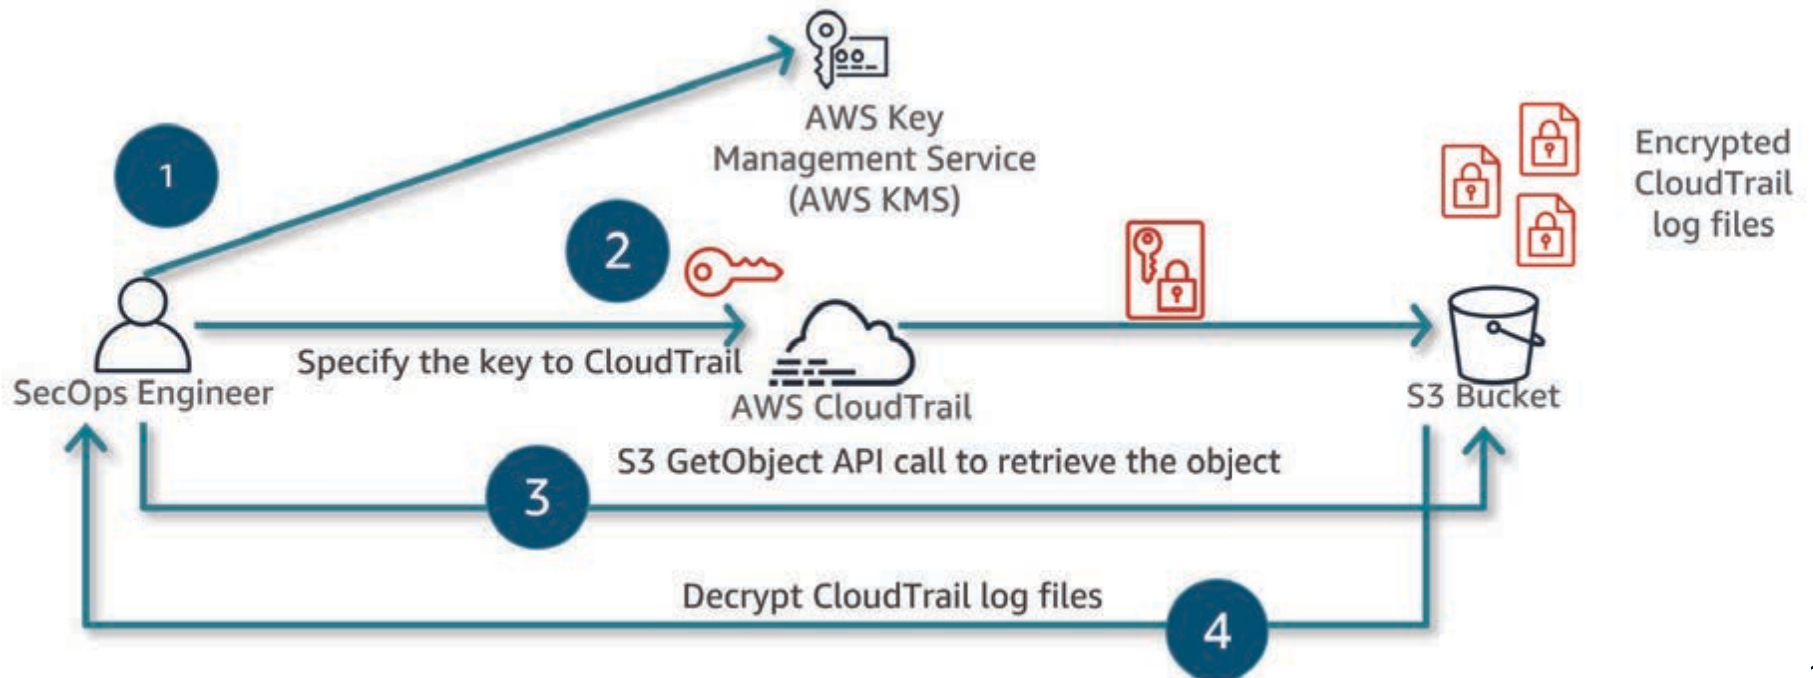 AWS Key
Management Service
(AWS KMS)
Encrypted
CloudTrail
log files
1
2
Specify the key to CloudTrail
SecOps Engineer
AWS CloudTrail
S3 Bucket
S3 GetObject API call to retrieve the object
3
Decrypt CloudTrail log files
4